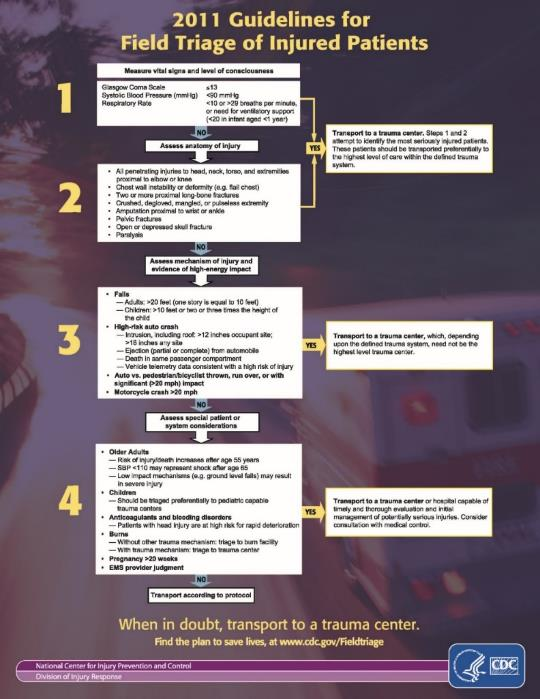 2011 Guidelines for
Field Triage of Injured Patients
1
Measure vital signs and level of consciousness
Glasgow Coma Scale ≤13
Systolic Blood Pressure (mmHg) <90 mmHg
Respiratory Rate <10 or >29 breaths per minute,
or need for ventilatory support
(<20 in infant aged <1 year)
NO
YES
Transport to a trauma center. Steps 1 and 2
attempt to identify the most seriously injured patients.
These patients should be transported preferentially to
the highest level of care within the defined trauma
system.
Assess anatomy of injury
2
• All penetrating injuries to head, neck, torso, and extremities
proximal to elbow or knee
• Chest wall instability or deformity (e.g. flail chest)
• Two or more proximal long-bone fractures
• Crushed, degloved, mangled, or pulseless extremity
• Amputation proximal to wrist or ankle
• Pelvic fractures
• Open or depressed skull fracture
• Paralysis
NO
Assess mechanism of injury and
evidence of high-energy impact
3
• Falls
— Adults: >20 feet (one story is equal to 10 feet)
— Children: >10 feet or two or three times the height of
the child
• High-risk auto crash
— Intrusion, including roof: >12 inches occupant site;
>18 inches any site
— Ejection (partial or complete) from automobile
— Death in same passenger compartment
— Vehicle telemetry data consistent with a high risk of injury
• Auto vs. pedestrian/bicyclist thrown, run over, or with
significant (>20 mph) impact
• Motorcycle crash >20 mph
YES
Transport to a trauma center, which, depending
upon the defined trauma system, need not be the
highest level trauma center.
NO
Assess special patient or
system considerations
4
• Older Adults
— Risk of injury/death increases after age 55 years
— SBP <110 may represent shock after age 65
— Low impact mechanisms (e.g. ground level falls) may result
in severe injury
• Children
— Should be triaged preferentially to pediatric capable
trauma centers
• Anticoagulants and bleeding disorders
— Patients with head injury are at high risk for rapid deterioration
• Burns
— Without other trauma mechanism: triage to burn facility
— With trauma mechanism: triage to trauma center
• Pregnancy >20 weeks
• EMS provider judgment
YES
Transport to a trauma center or hospital capable of
timely and thorough evaluation and initial
management of potentially serious injuries. Consider
consultation with medical control.
NO
Transport according to protocol
When in doubt, transport to a trauma center.
Find the plan to save lives, at www.cdc.gov/Fieldtriage
National Center for Injury Prevention and Control
Division of Injury Response
CDC